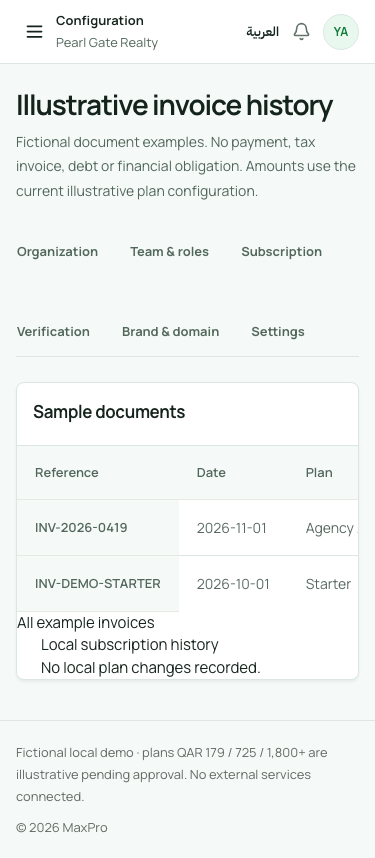 Configuration
Pearl Gate Realty
العربية
YA
Illustrative invoice history
Fictional document examples. No payment, tax
invoice, debt or financial obligation. Amounts use the
current illustrative plan configuration.
Organization Team & roles Subscription
Verification Brand & domain Settings
Sample documents
Reference Date Plan
INV-2026-0419 2026-11-01 Agency
INV-DEMO-STARTER 2026-10-01 Starter
All example invoices
Local subscription history
No local plan changes recorded.
Fictional local demo · plans QAR 179 / 725 / 1,800+ are
illustrative pending approval. No external services
connected.
© 2026 MaxPro